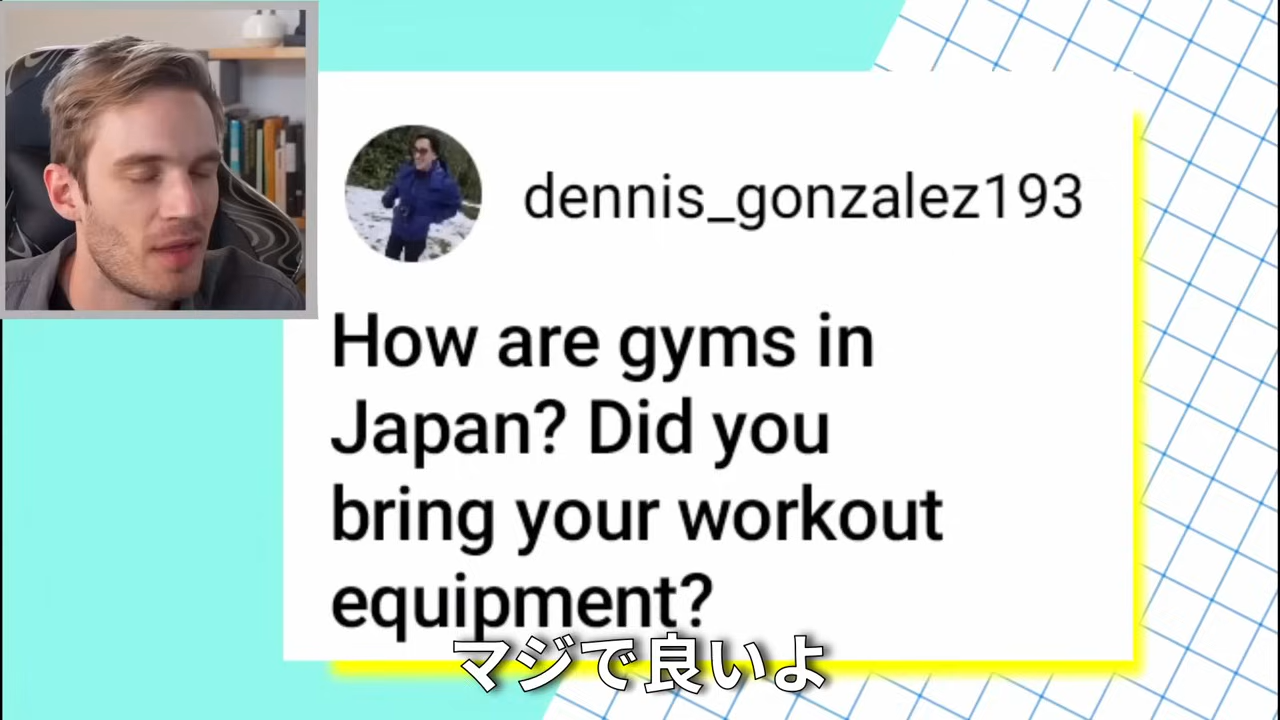 dennis_gonzalez193
How are gyms in
Japan? Did you
bring your workout
equipment?
マジで良いよ